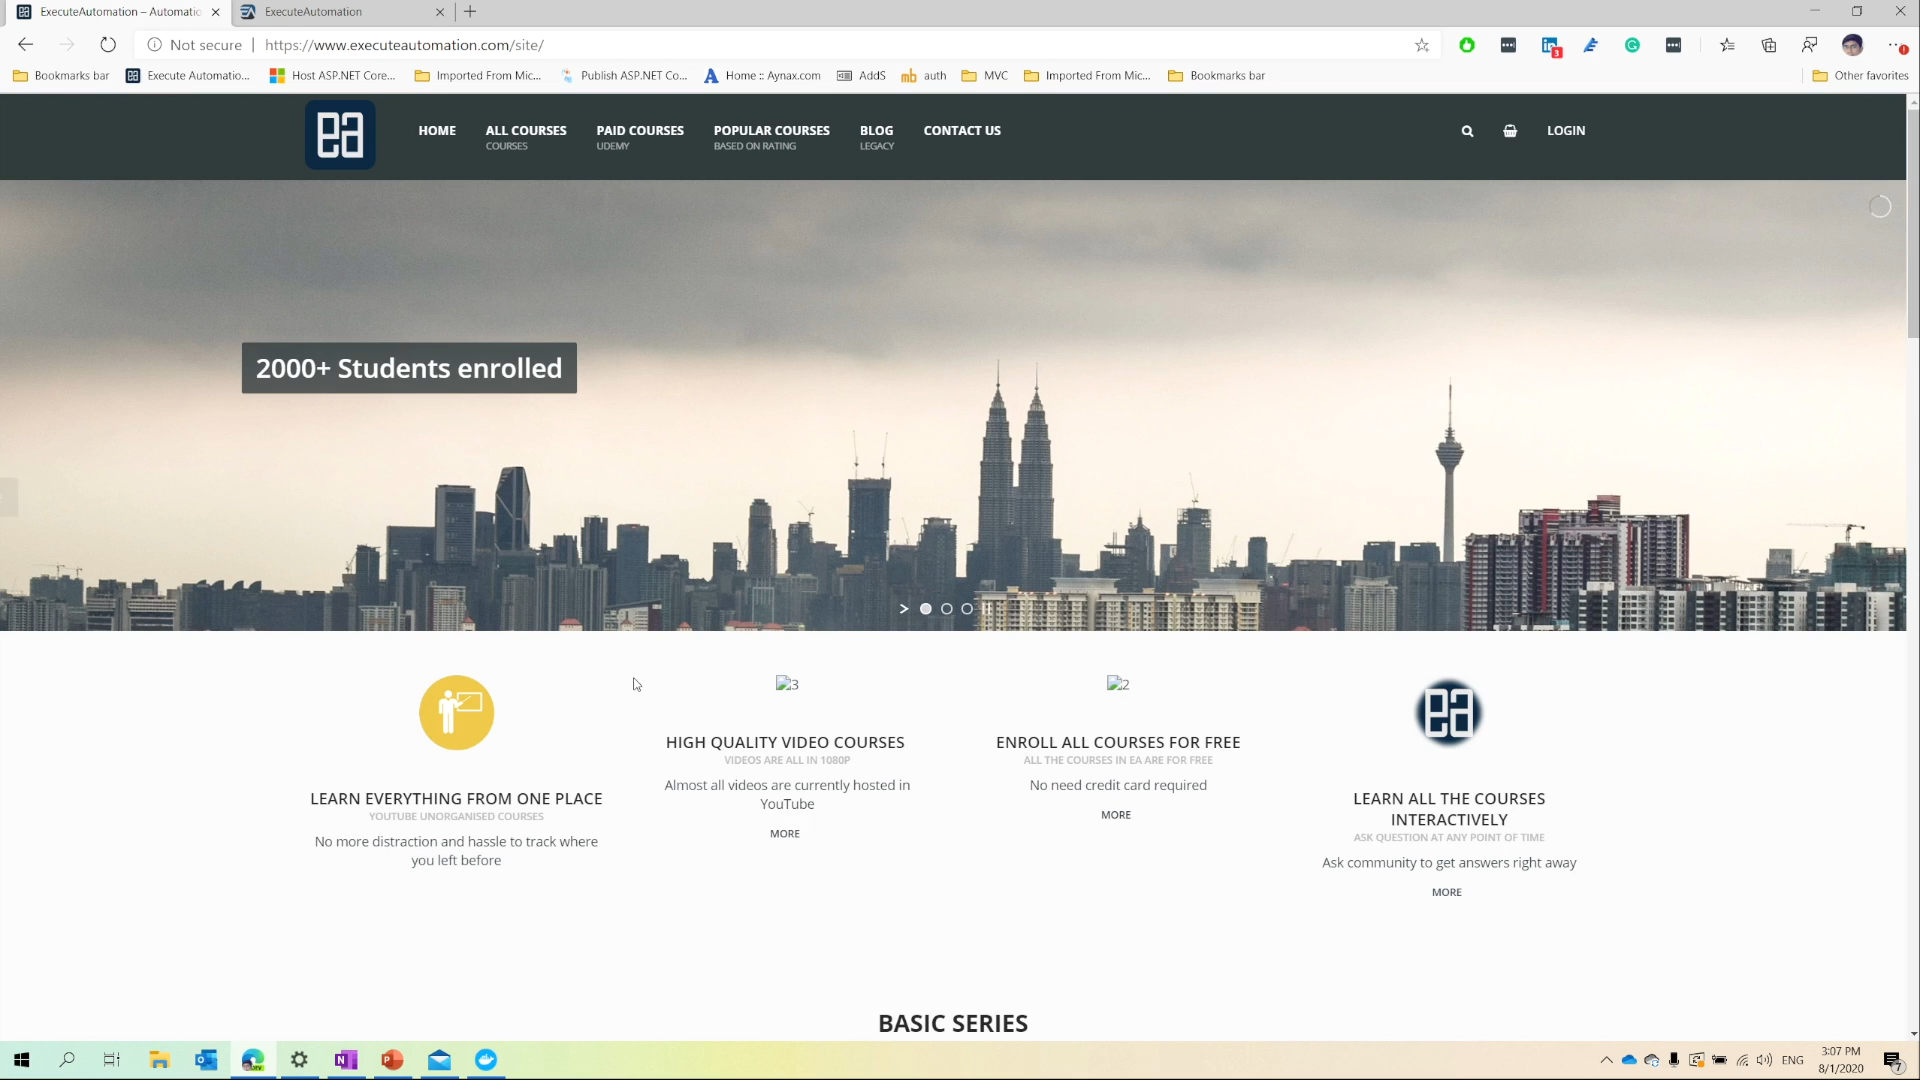 ExecuteAutomation – Automatic
ExecuteAutomation
Not secure
https://www.executeautomation.com/site/
3
Bookmarks bar
Execute Automatio...
Host ASP.NET Core...
Imported From Mic...
Publish ASP.NET Co...
Home :: Aynax.com
AddS
auth
MVC
Imported From Mic...
Bookmarks bar
Other favorites
ea
HOME
ALL COURSES
COURSES
PAID COURSES
UDEMY
POPULAR COURSES
BASED ON RATING
BLOG
LEGACY
CONTACT US
LOGIN
2000+ Students enrolled
3
2
ea
LEARN EVERYTHING FROM ONE PLACE
YOUTUBE UNORGANISED COURSES
No more distraction and hassle to track where
you left before
HIGH QUALITY VIDEO COURSES
VIDEOS ARE ALL IN 1080P
Almost all videos are currently hosted in
YouTube
MORE
ENROLL ALL COURSES FOR FREE
ALL THE COURSES IN EA ARE FOR FREE
No need credit card required
MORE
LEARN ALL THE COURSES
INTERACTIVELY
ASK QUESTION AT ANY POINT OF TIME
Ask community to get answers right away
MORE
BASIC SERIES
ENG
3:07 PM
8/1/2020
7